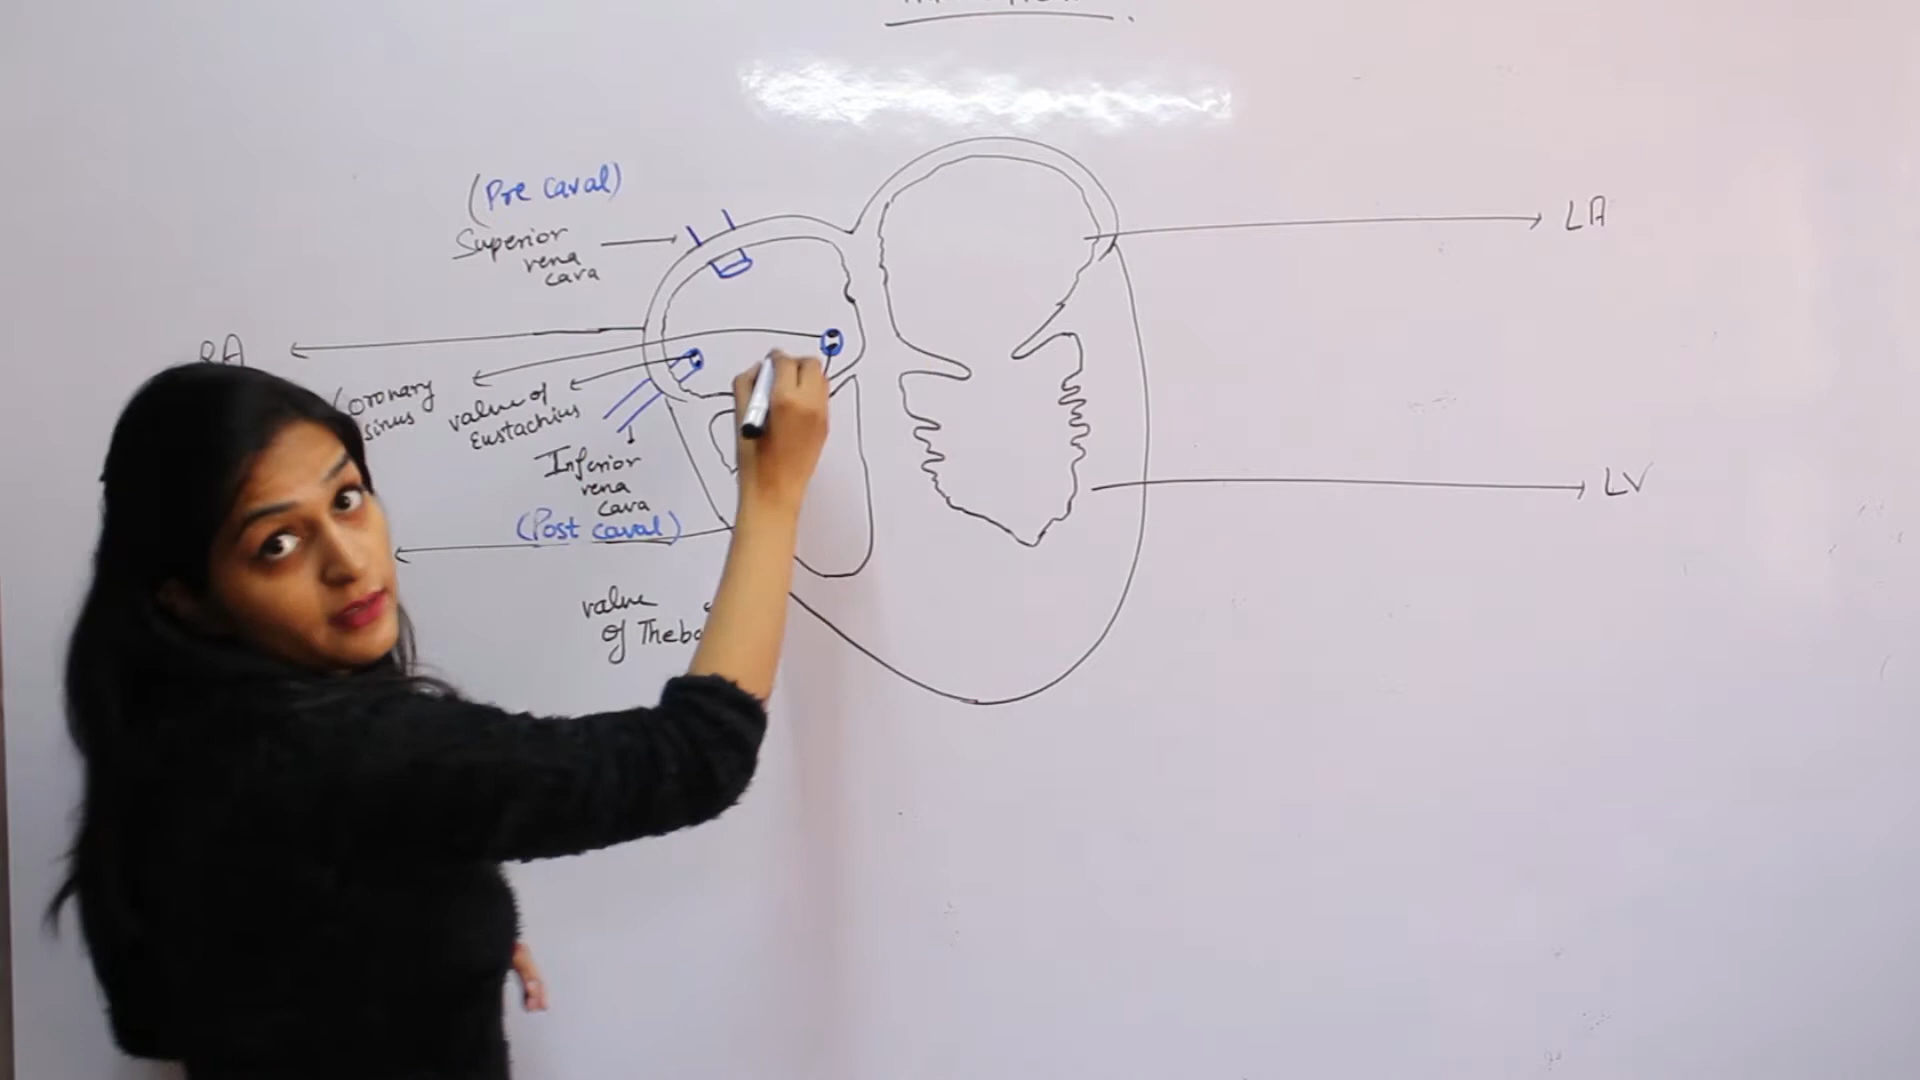 (Pre caval)
Superior
vena
cava
LA
RA
Coronary
sinus
valve of
Eustachius
Inferior
vena
cava
(Post caval)
LV
valve
of